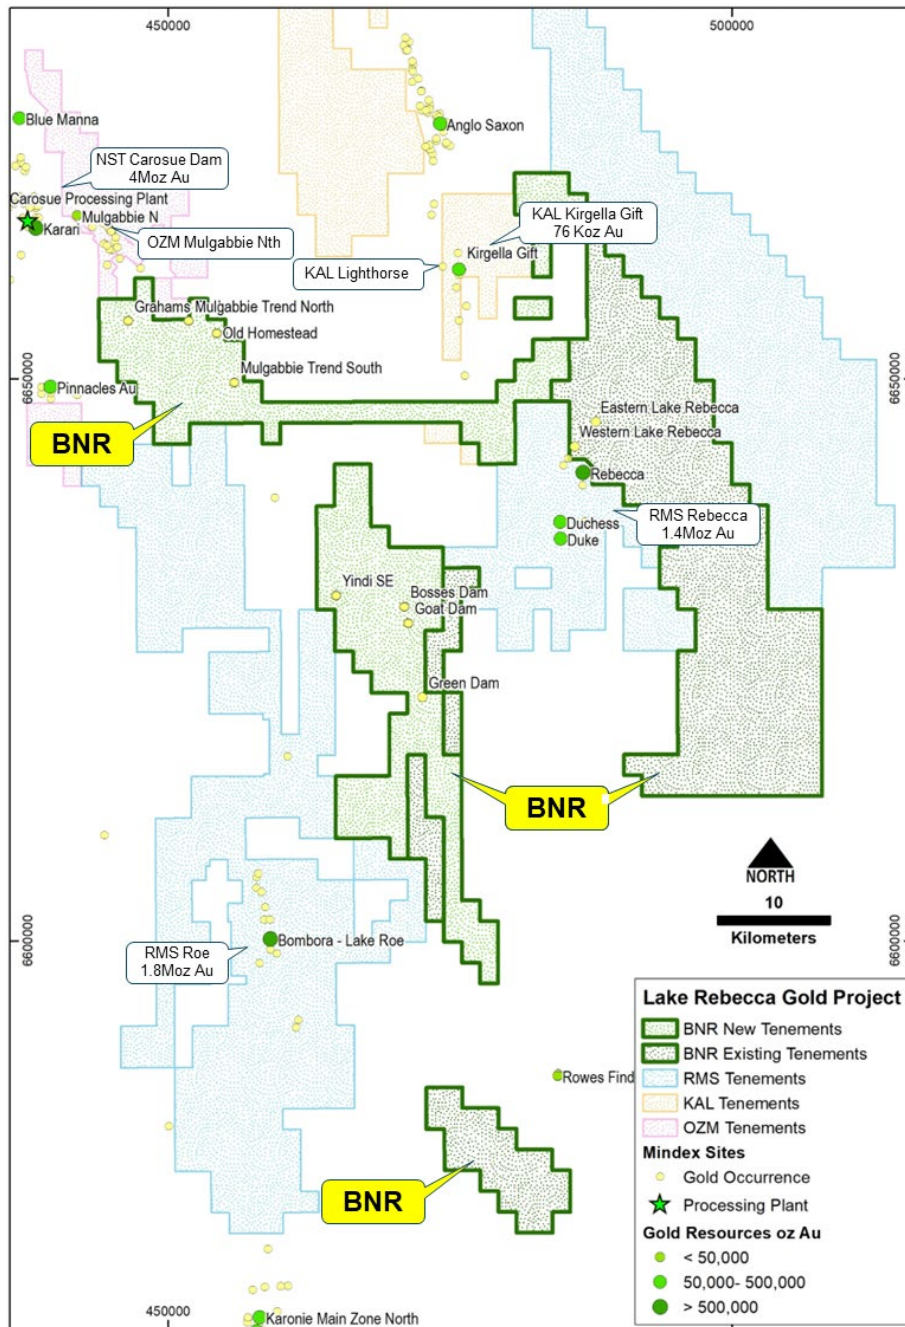 450000
500000
Blue Manna
Anglo Saxon
NST Carosue Dam
4Moz Au
Carosue Processing Plant
Mulgabbie N
Karari
OZM Mulgabbie Nth
KAL Kirgella Gift
76 Koz Au
Kirgella Gift
KAL Lighthorse
Grahams
Mulgabbie Trend North
Old Homestead
Mulgabbie Trend South
6650000
6650000
Pinnacles Au
BNR
Eastern Lake Rebecca
Western Lake Rebecca
Rebecca
RMS Rebecca
1.4Moz Au
Duchess
Duke
Yindi SE
Bosses Dam
Goat Dam
Green Dam
BNR
NORTH
10
Kilometers
6600000
6600000
Bombora - Lake Roe
RMS Roe
1.8Moz Au
Rowes Find
BNR
Karonie Main Zone North
450000
Lake Rebecca Gold Project
BNR New Tenements
BNR Existing Tenements
RMS Tenements
KAL Tenements
OZM Tenements
Mindex Sites
Gold Occurrence
Processing Plant
Gold Resources oz Au
< 50,000
50,000- 500,000
> 500,000